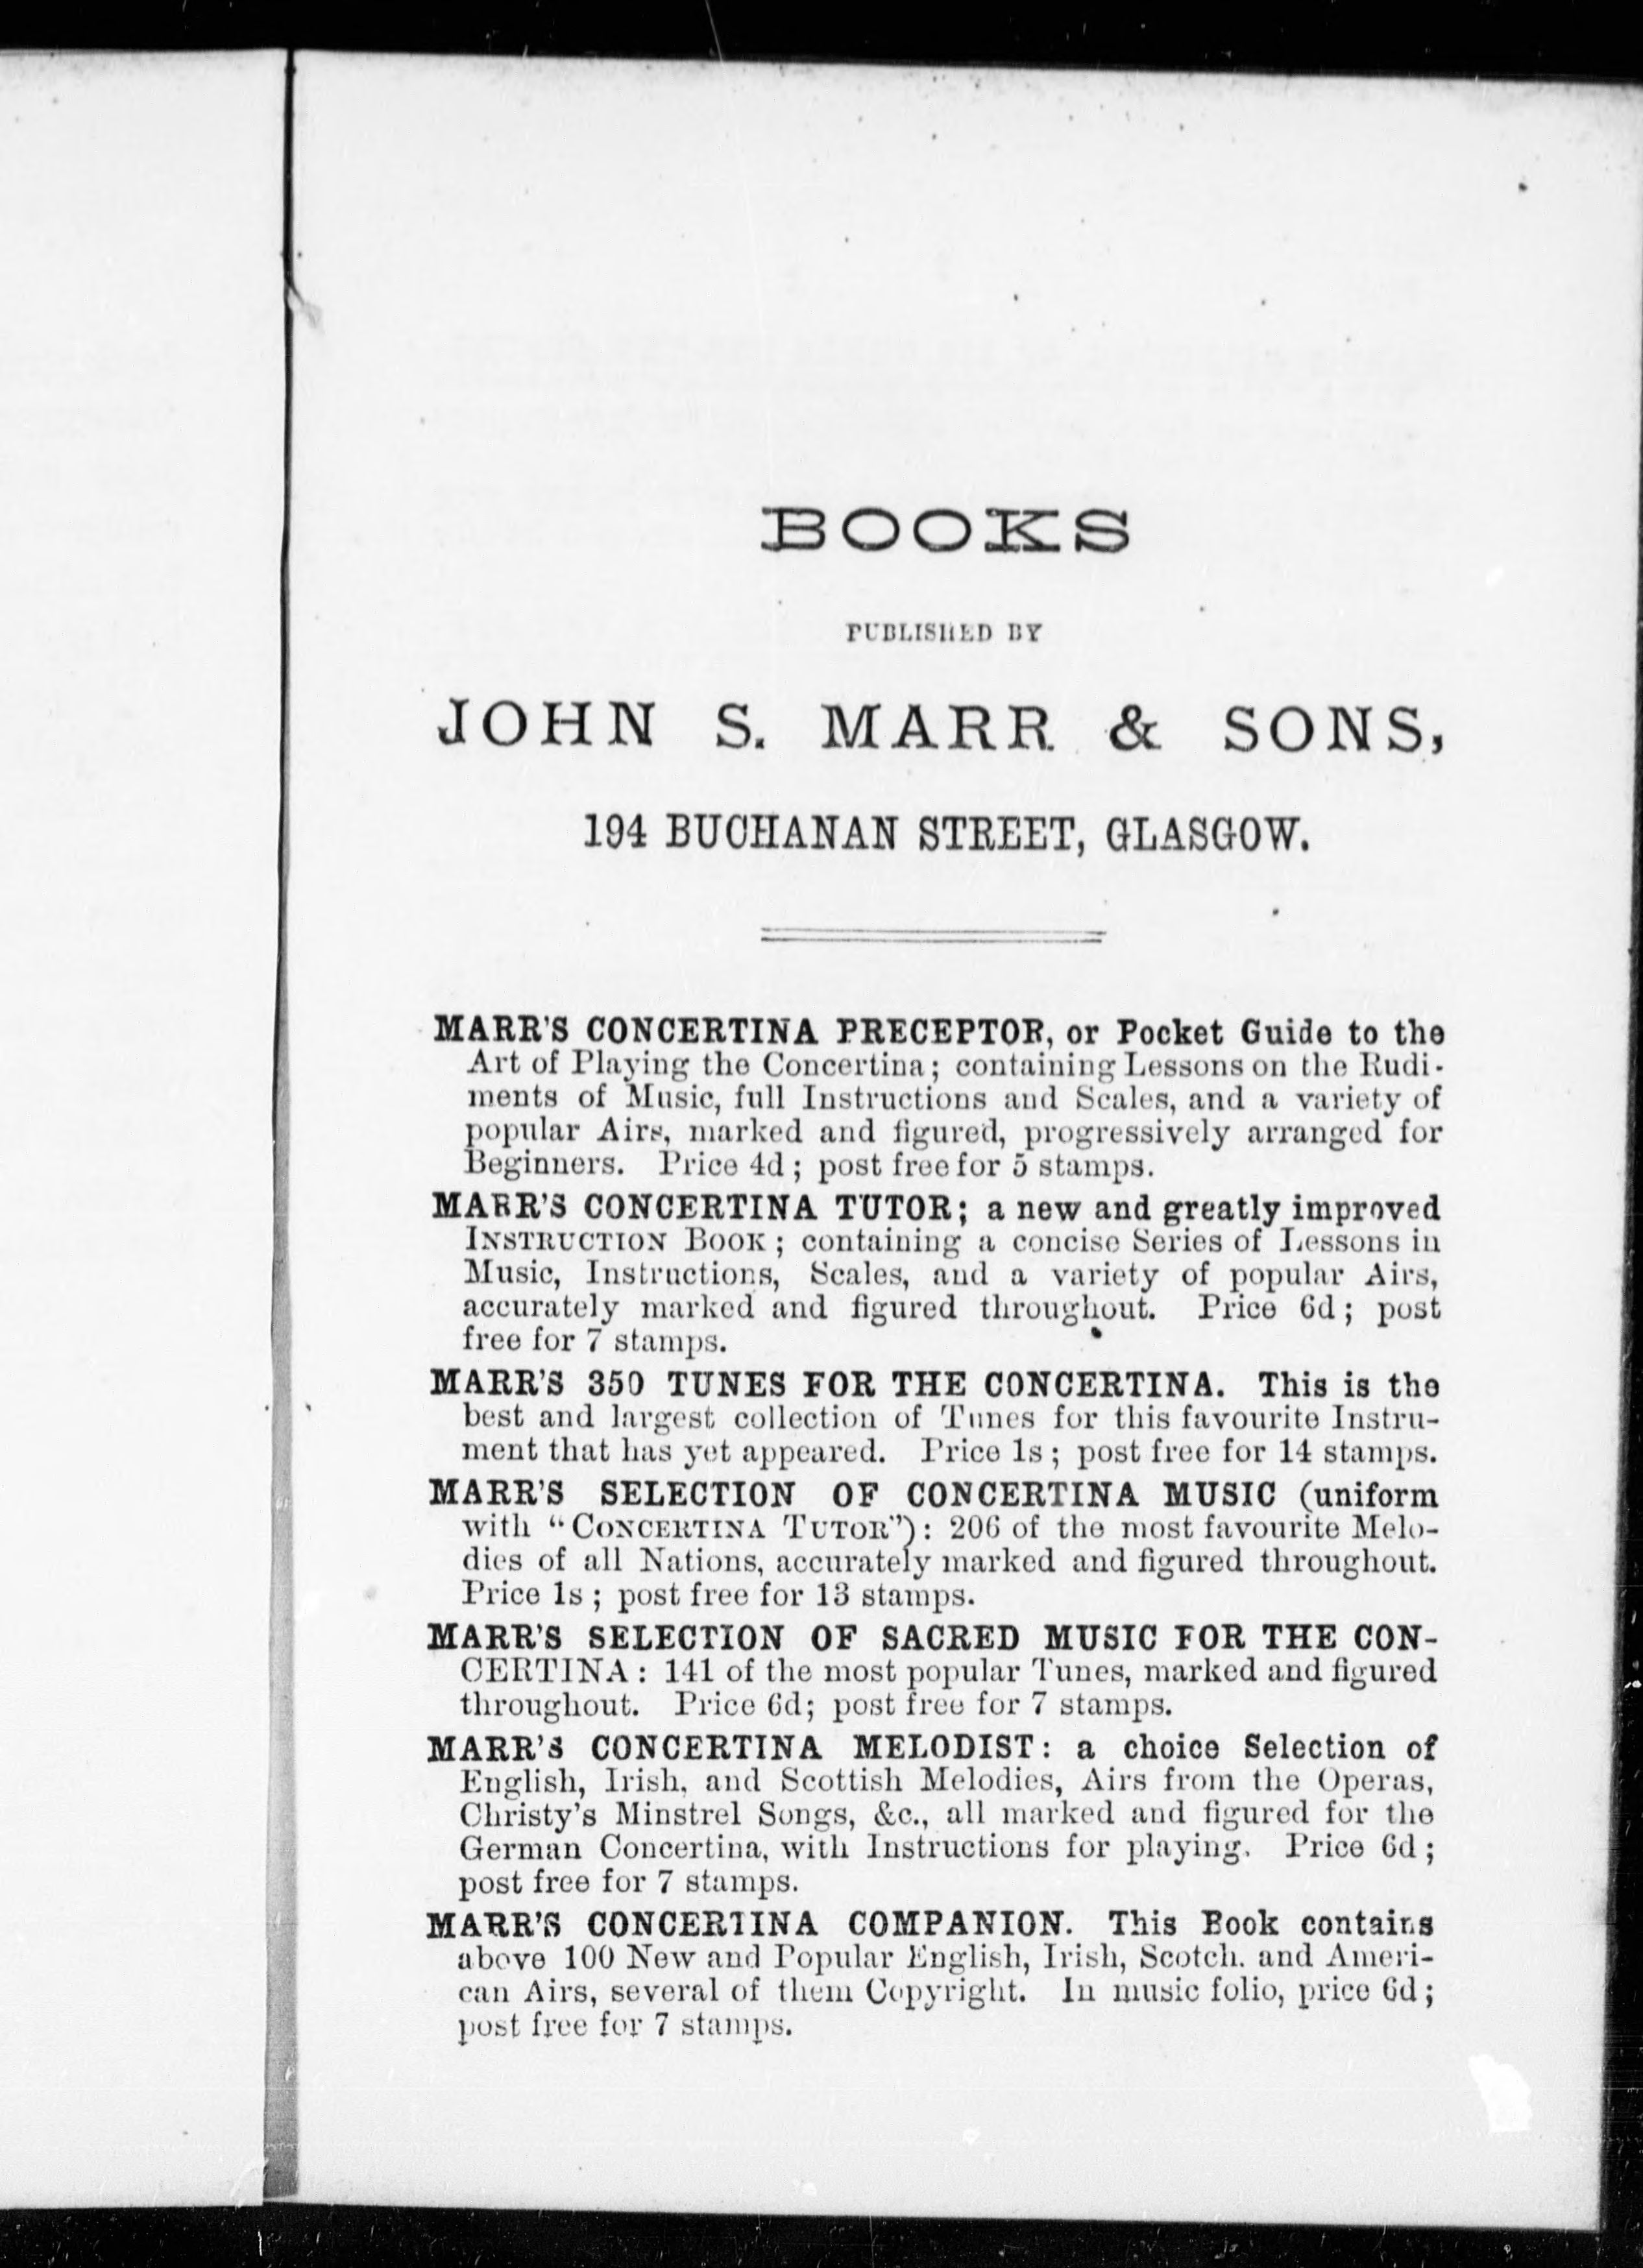 BOOKS
PUBLISHED BY
JOHN S. MARR & SONS,
194 BUCHANAN STREET, GLASGOW.
MARR'S CONCERTINA PRECEPTOR, or Pocket Guide to the
Art of Playing the Concertina; containing Lessons on the Rudi-
ments of Music, full Instructions and Scales, and a variety of
popular Airs, marked and figured, progressively arranged for
Beginners. Price 4d; post free for 5 stamps.
MARR'S CONCERTINA TUTOR; a new and greatly improved
INSTRUCTION BOOK; containing a concise Series of Lessons in
Music, Instructions, Scales, and a variety of popular Airs,
accurately marked and figured throughout. Price 6d; post
free for 7 stamps.
MARR'S 350 TUNES FOR THE CONCERTINA. This is the
best and largest collection of Tunes for this favourite Instru-
ment that has yet appeared. Price 1s; post free for 14 stamps.
MARR'S SELECTION OF CONCERTINA MUSIC (uniform
with "CONCERTINA TUTOR"): 206 of the most favourite Melo-
dies of all Nations, accurately marked and figured throughout.
Price 1s; post free for 13 stamps.
MARR'S SELECTION OF SACRED MUSIC FOR THE CON-
CERTINA: 141 of the most popular Tunes, marked and figured
throughout. Price 6d; post free for 7 stamps.
MARR'S CONCERTINA MELODIST: a choice Selection of
English, Irish, and Scottish Melodies, Airs from the Operas,
Christy's Minstrel Songs, &c., all marked and figured for the
German Concertina, with Instructions for playing. Price 6d;
post free for 7 stamps.
MARR'S CONCERTINA COMPANION. This Book contains
above 100 New and Popular English, Irish, Scotch. and Ameri-
can Airs, several of them Copyright. In music folio, price 6d;
post free for 7 stamps.